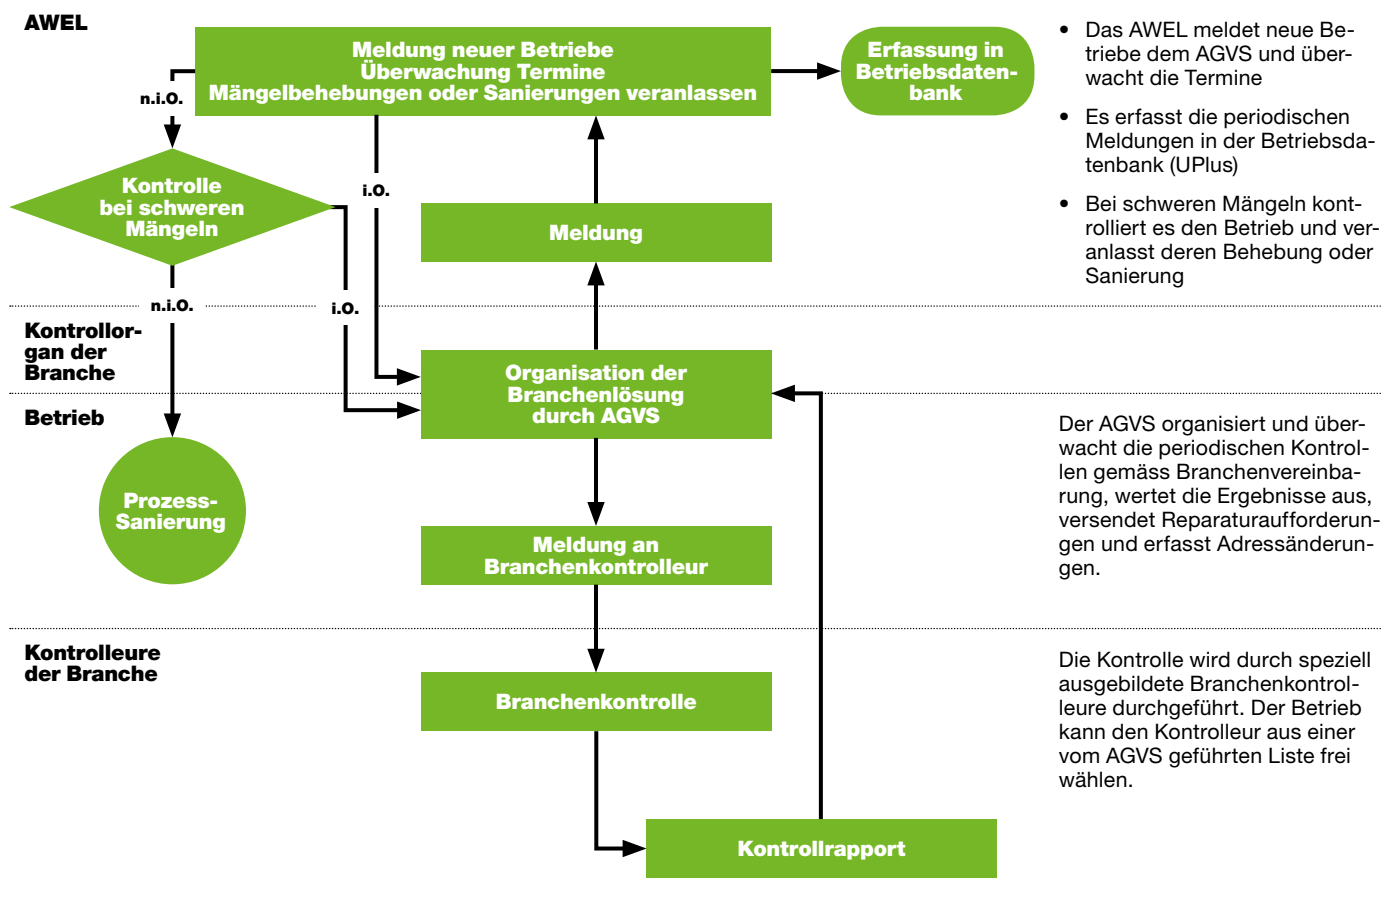 AWEL
Meldung neuer Betriebe
Überwachung Termine
Mängelbehebungen oder Sanierungen veranlassen
Erfassung in
Betriebsdaten-
bank
n.i.O.
i.O.
Kontrolle
bei schweren
Mängeln
Meldung
n.i.O.
i.O.
• Das AWEL meldet neue Be-
triebe dem AGVS und über-
wacht die Termine
• Es erfasst die periodischen
Meldungen in der Betriebsda-
tenbank (UPlus)
• Bei schweren Mängeln kont-
rolliert es den Betrieb und ver-
anlasst deren Behebung oder
Sanierung
Kontrollor-
gan der
Branche
Organisation der
Branchenlösung
durch AGVS
Betrieb
Prozess-
Sanierung
Meldung an
Branchenkontrolleur
Der AGVS organisiert und über-
wacht die periodischen Kontrol-
len gemäss Branchenvereinba-
rung, wertet die Ergebnisse aus,
versendet Reparaturaufforderun-
gen und erfasst Adressänderun-
gen.
Kontrolleure
der Branche
Branchenkontrolle
Kontrollrapport
Die Kontrolle wird durch speziell
ausgebildete Branchenkontrol-
leure durchgeführt. Der Betrieb
kann den Kontrolleur aus einer
vom AGVS geführten Liste frei
wählen.